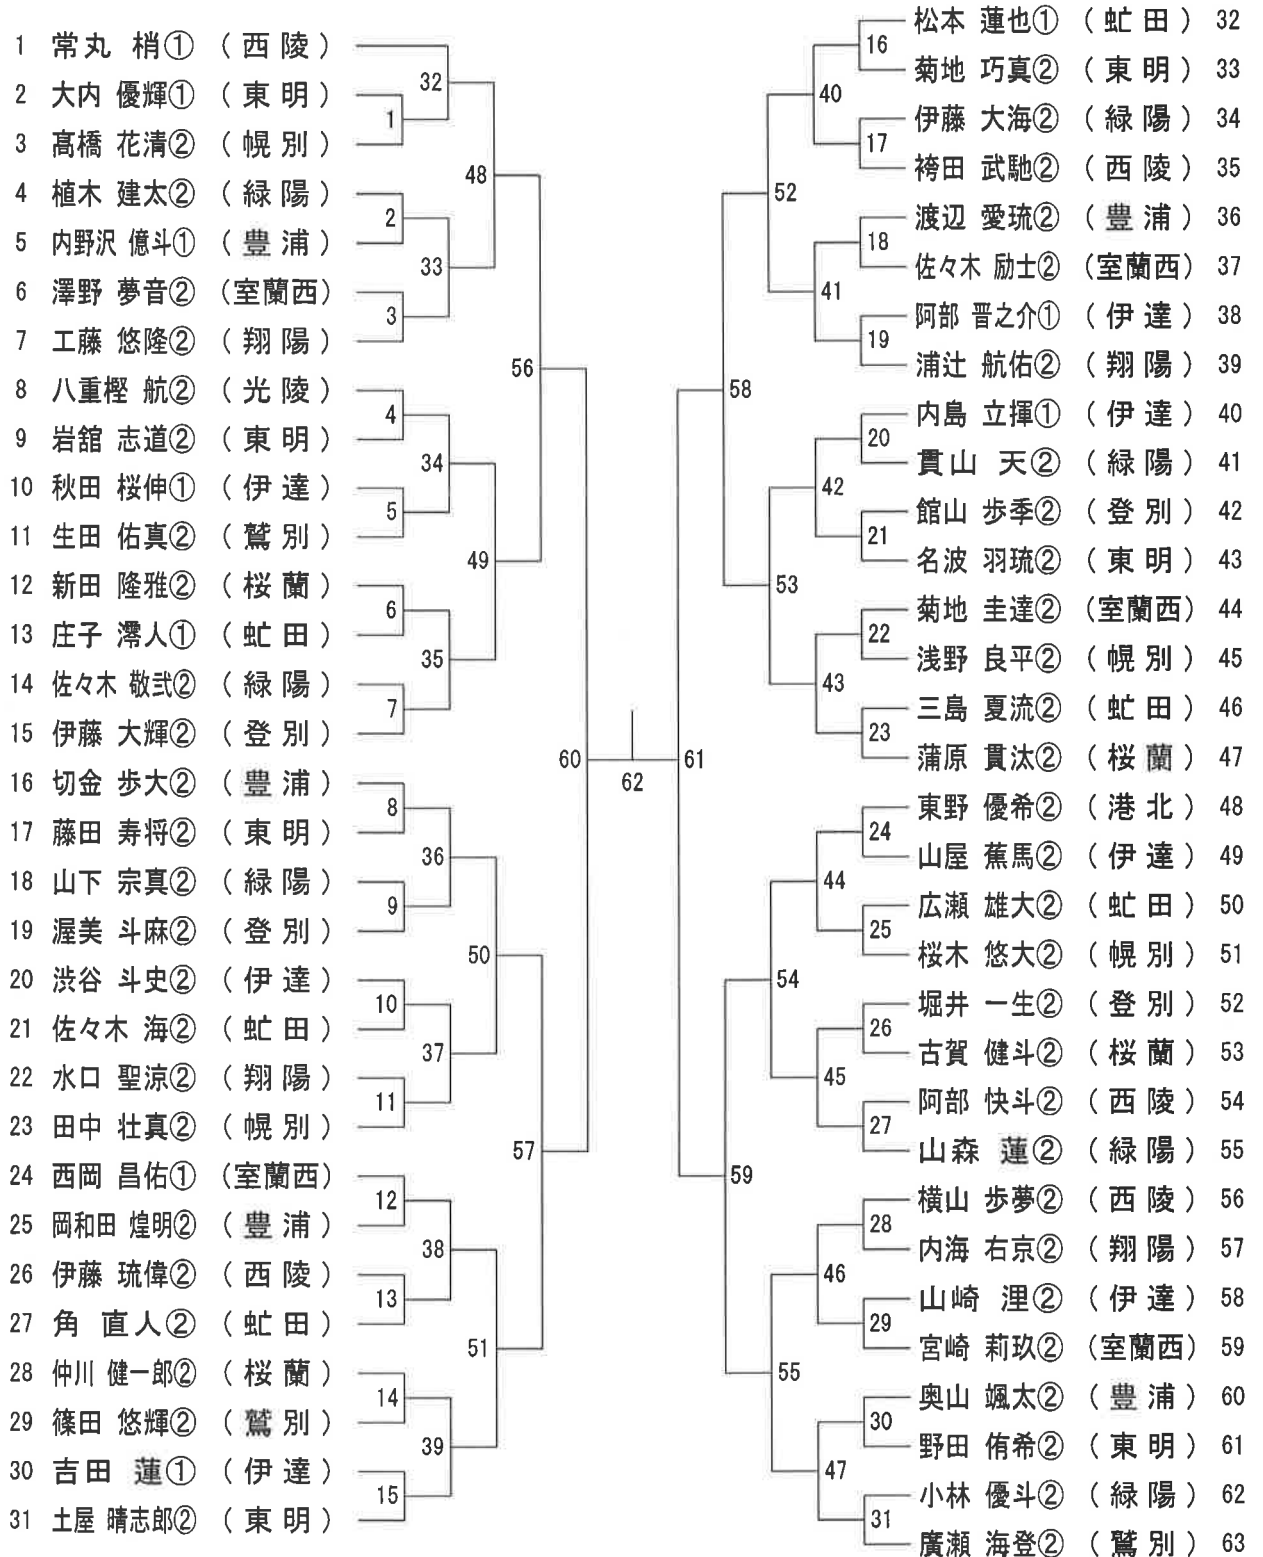 1 常丸 梢① (西陵)
2 大内 優輝① (東明)
3 髙橋 花清② (幌別)
4 植木 建太② (緑陽)
5 内野沢 億斗① (豊浦)
6 澤野 夢音② (室蘭西)
7 工藤 悠隆② (翔陽)
8 八重樫 航② (光陵)
9 岩舘 志道② (東明)
10 秋田 桜伸① (伊達)
11 生田 佑真② (鷲別)
12 新田 隆雅② (桜蘭)
13 庄子 澪人① (虻田)
14 佐々木 敬弐② (緑陽)
15 伊藤 大輝② (登別)
16 切金 歩大② (豊浦)
17 藤田 寿将② (東明)
18 山下 宗真② (緑陽)
19 渥美 斗麻② (登別)
20 渋谷 斗史② (伊達)
21 佐々木 海② (虻田)
22 水口 聖涼② (翔陽)
23 田中 壮真② (幌別)
24 西岡 昌佑① (室蘭西)
25 岡和田 煌明② (豊浦)
26 伊藤 琉偉② (西陵)
27 角 直人② (虻田)
28 仲川 健一郎② (桜蘭)
29 篠田 悠輝② (鷲別)
30 吉田 蓮① (伊達)
31 土屋 晴志郎② (東明)
1
2
3
4
5
6
7
8
9
10
11
12
13
14
15
32
33
34
35
36
37
38
39
48
49
50
51
56
57
60
62
61
58
59
52
53
54
55
40
41
42
43
44
45
46
47
16
17
18
19
20
21
22
23
24
25
26
27
28
29
30
31
松本 蓮也① (虻田) 32
菊地 巧真② (東明) 33
伊藤 大海② (緑陽) 34
袴田 武馳② (西陵) 35
渡辺 愛琉② (豊浦) 36
佐々木 励士② (室蘭西) 37
阿部 晋之介① (伊達) 38
浦辻 航佑② (翔陽) 39
内島 立揮① (伊達) 40
貫山 天② (緑陽) 41
館山 歩季② (登別) 42
名波 羽琉② (東明) 43
菊地 圭達② (室蘭西) 44
浅野 良平② (幌別) 45
三島 夏流② (虻田) 46
蒲原 貫汰② (桜蘭) 47
東野 優希② (港北) 48
山屋 蕉馬② (伊達) 49
広瀬 雄大② (虻田) 50
桜木 悠大② (幌別) 51
堀井 一生② (登別) 52
古賀 健斗② (桜蘭) 53
阿部 快斗② (西陵) 54
山森 蓮② (緑陽) 55
横山 歩夢② (西陵) 56
内海 右京② (翔陽) 57
山崎 浬② (伊達) 58
宮崎 莉玖② (室蘭西) 59
奥山 颯太② (豊浦) 60
野田 侑希② (東明) 61
小林 優斗② (緑陽) 62
廣瀬 海登② (鷲別) 63